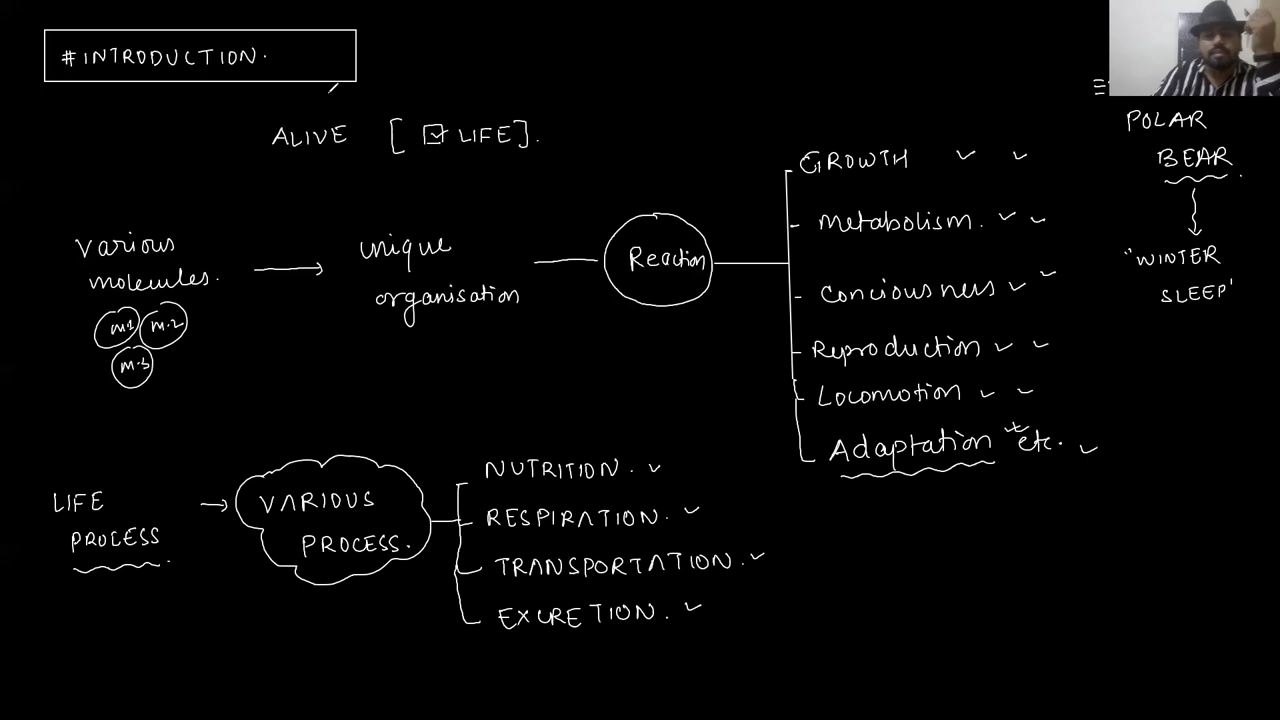 # INTRODUCTION.
ALIVE [ ☑ LIFE ].
various
molecules.
m.1 m.2
m.3
unique
organisation
Reaction
GROWTH
Metabolism.
Conciousness
Reproduction
Locomotion
Adaptation etc.
POLAR
BEAR.
"WINTER
SLEEP'
LIFE
PROCESS.
VARIOUS
PROCESS.
NUTRITION.
RESPIRATION.
TRANSPORTATION.
EXCRETION.